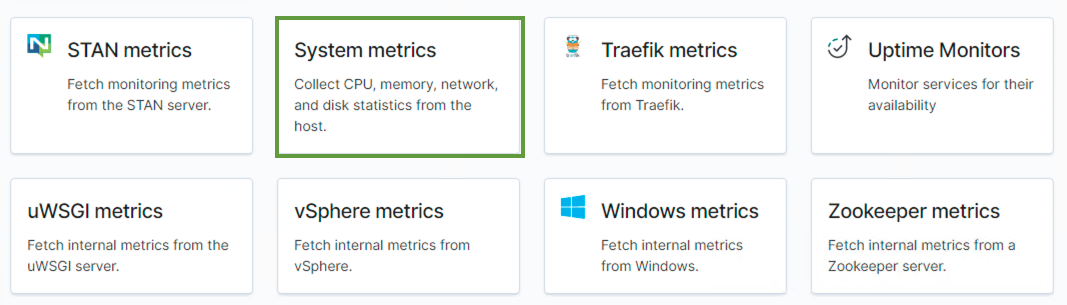 STAN metrics
Fetch monitoring metrics
from the STAN server.
System metrics
Collect CPU, memory, network,
and disk statistics from the
host.
Traefik metrics
Fetch monitoring metrics
from Traefik.
Uptime Monitors
Monitor services for their
availability
uWSGI metrics
Fetch internal metrics from the
uWSGI server.
vSphere metrics
Fetch internal metrics from
vSphere.
Windows metrics
Fetch internal metrics
from Windows.
Zookeeper metrics
Fetch internal metrics from a
Zookeeper server.